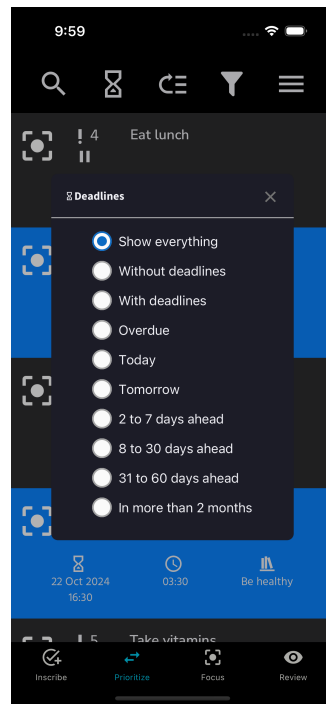 9:59
4 Eat lunch
Deadlines
Show everything
Without deadlines
With deadlines
Overdue
Today
Tomorrow
2 to 7 days ahead
8 to 30 days ahead
31 to 60 days ahead
In more than 2 months
22 Oct 2024
16:30
03:30
Be healthy
5 Take vitamins
Inscribe
Prioritize
Focus
Review